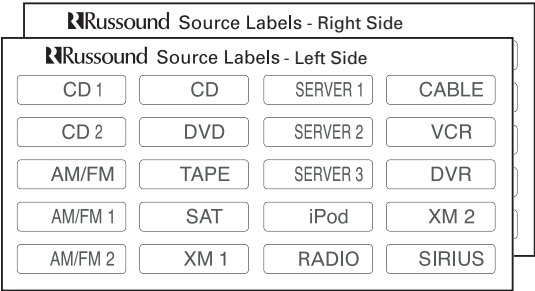 Russound Source Labels - Right Side
Russound Source Labels - Left Side
CD 1 CD SERVER 1 CABLE
CD 2 DVD SERVER 2 VCR
AM/FM TAPE SERVER 3 DVR
AM/FM 1 SAT iPod XM 2
AM/FM 2 XM 1 RADIO SIRIUS